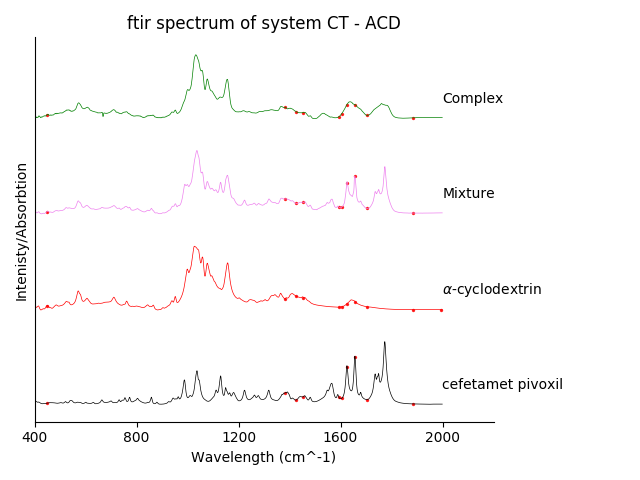 ftir spectrum of system CT - ACD
Complex
Mixture
α-cyclodextrin
cefetamet pivoxil
Intenisty/Absorbtion
400 800 1200 1600 2000
Wavelength (cm^-1)